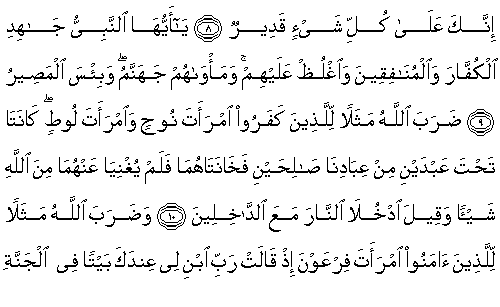 إِنَّكَ عَلَىٰ كُلِّ شَىْءٍ قَدِيرٌ ﴿٨﴾ يَـٰٓأَيُّهَا ٱلنَّبِىُّ جَـٰهِدِ
ٱلْكُفَّارَ وَٱلْمُنَـٰفِقِينَ وَٱغْلُظْ عَلَيْهِمْ ۚ وَمَأْوَىٰهُمْ جَهَنَّمُ ۖ وَبِئْسَ ٱلْمَصِيرُ
﴿٩﴾ ضَرَبَ ٱللَّهُ مَثَلًا لِّلَّذِينَ كَفَرُوا۟ ٱمْرَأَتَ نُوحٍ وَٱمْرَأَتَ لُوطٍ ۖ كَانَتَا
تَحْتَ عَبْدَيْنِ مِنْ عِبَادِنَا صَـٰلِحَيْنِ فَخَانَتَاهُمَا فَلَمْ يُغْنِيَا عَنْهُمَا مِنَ ٱللَّهِ
شَيْـًٔا وَقِيلَ ٱدْخُلَا ٱلنَّارَ مَعَ ٱلدَّٰخِلِينَ ﴿١٠﴾ وَضَرَبَ ٱللَّهُ مَثَلًا
لِّلَّذِينَ ءَامَنُوا۟ ٱمْرَأَتَ فِرْعَوْنَ إِذْ قَالَتْ رَبِّ ٱبْنِ لِى عِندَكَ بَيْتًا فِى ٱلْجَنَّةِ